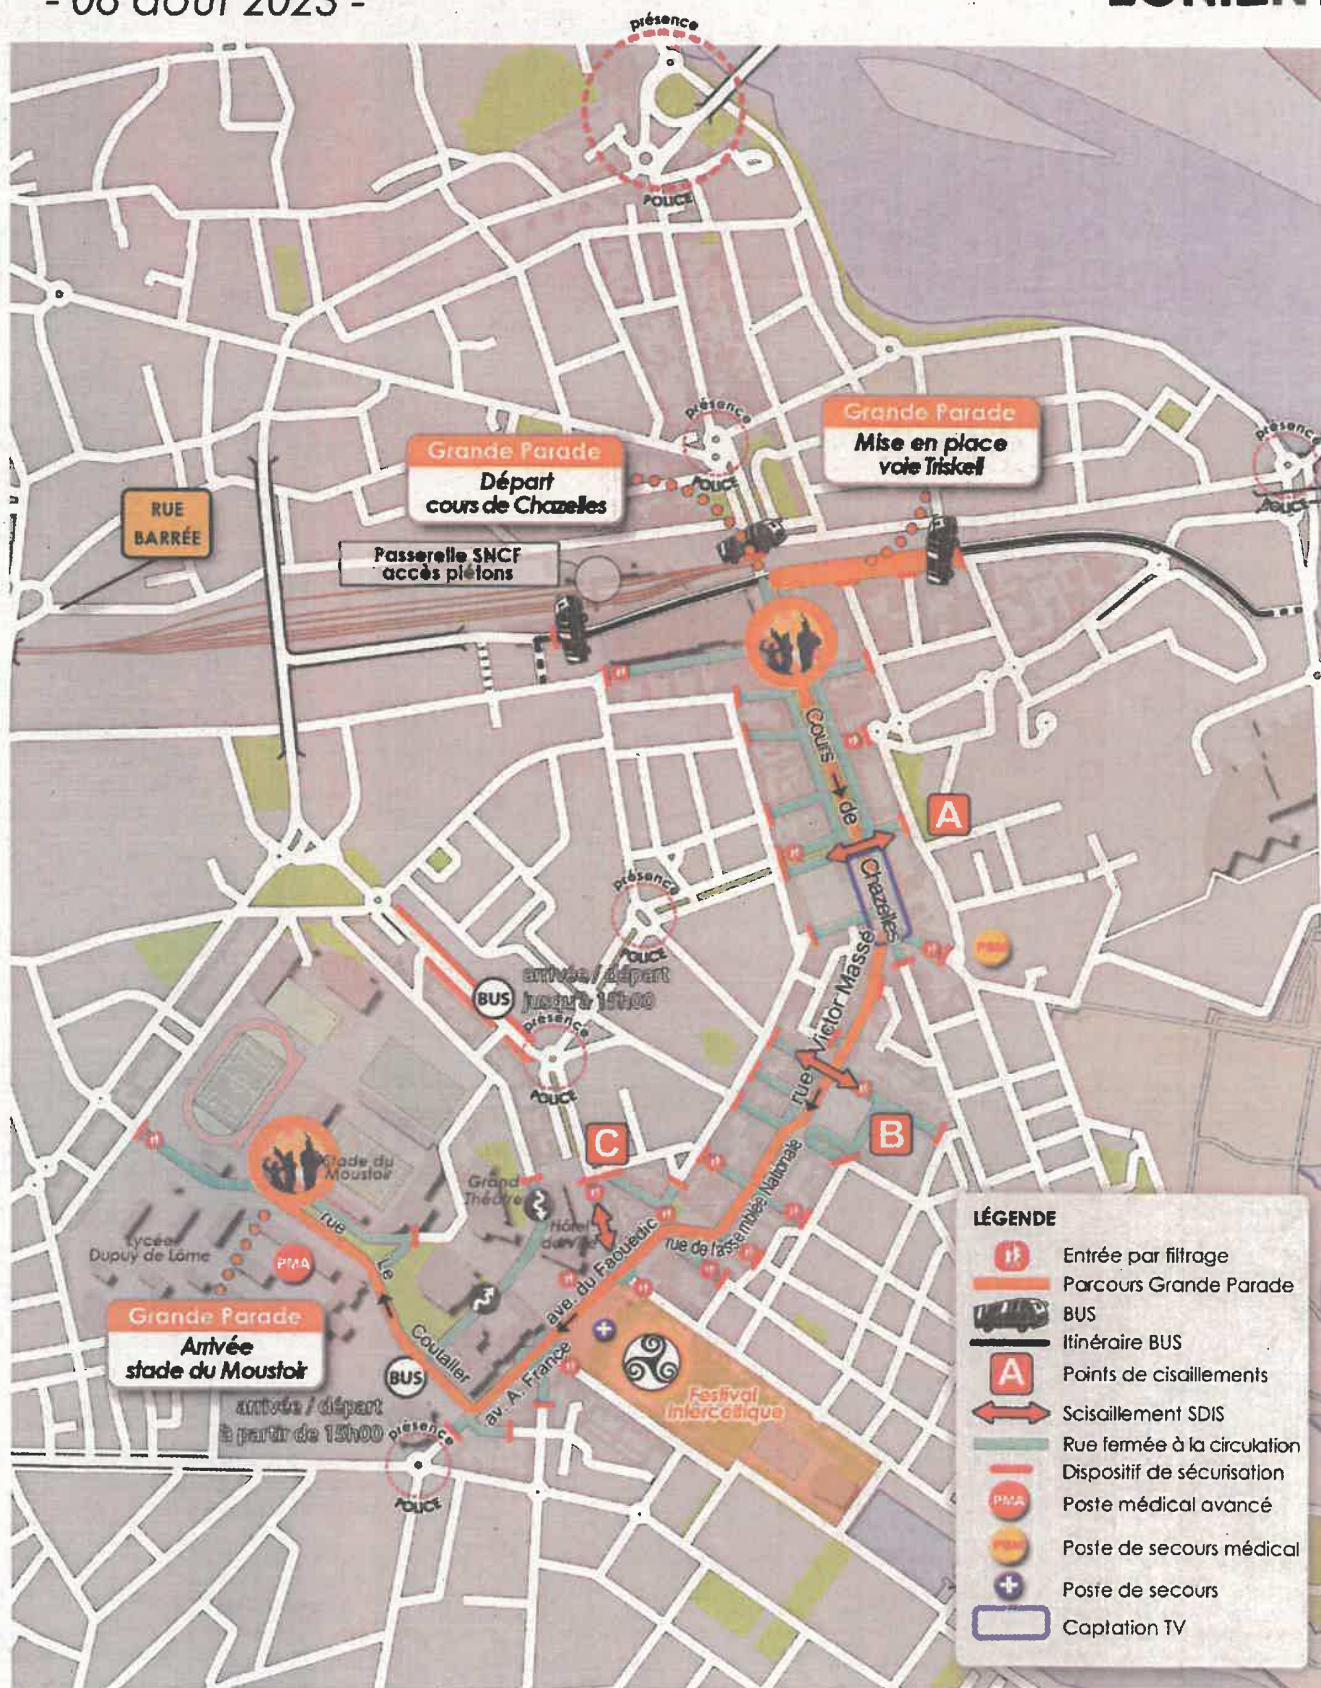 - 06 août 2023 -
LORIENT
présence
POLICE
Grande Parade
Départ
cours de Chazelles
présence
POLICE
Grande Parade
Mise en place
voie Triskell
présence
POLICE
RUE
BARRÉE
Passerelle SNCF
accès piétons
Cours de Chazelles
A
présence
POLICE
PSM
BUS
arrivée / départ
jusqu'à 15h00
présence
POLICE
rue Victor Massé
B
C
Stade du
Moustoir
Grand
Théâtre
Hôtel
de Ville
rue de l'assemblée Nationale
ave. du Faouëdic
Lycée
Dupuy de Lôme
PMA
rue Le Coutaller
Grande Parade
Arrivée
stade du Moustoir
BUS
arrivée / départ
à partir de 15h00
av. A. France
présence
POLICE
Festival
Interceltique
LÉGENDE
Entrée par filtrage
Parcours Grande Parade
BUS
Itinéraire BUS
A Points de cisaillements
Scisaillement SDIS
Rue fermée à la circulation
Dispositif de sécurisation
PMA Poste médical avancé
PSM Poste de secours médical
Poste de secours
Captation TV